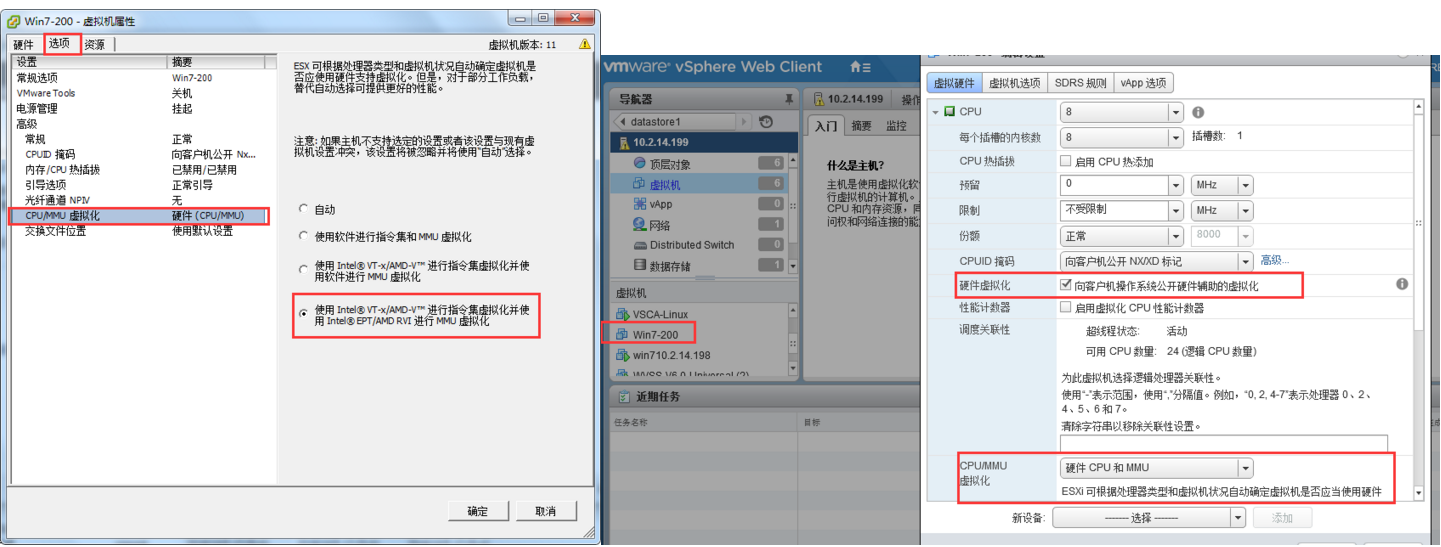 Win7-200 - 虚拟机属性
硬件 选项 资源
虚拟机版本: 11
设置 摘要
常规选项 Win7-200
VMware Tools 关机
电源管理 挂起
高级
常规 正常
CPUID 掩码 向客户机公开 Nx...
内存/CPU 热插拔 已禁用/已禁用
引导选项 正常引导
光纤通道 NPIV 无
CPU/MMU 虚拟化 硬件 (CPU/MMU)
交换文件位置 使用默认设置
ESX 可根据处理器类型和虚拟机状况自动确定虚拟机是
否应使用硬件支持虚拟化。但是，对于部分工作负载，
替代自动选择可提供更好的性能。
注意: 如果主机不支持选定的设置或者该设置与现有虚
拟机设置冲突，该设置将被忽略并将使用“自动”选择。
自动
使用软件进行指令集和 MMU 虚拟化
使用 Intel® VT-x/AMD-V™ 进行指令集虚拟化并使
用软件进行 MMU 虚拟化
使用 Intel® VT-x/AMD-V™ 进行指令集虚拟化并使
用 Intel® EPT/AMD RVI 进行 MMU 虚拟化
确定 取消
vmware® vSphere Web Client
导航器
datastore1
10.2.14.199
顶层对象 6
虚拟机 6
vApp 0
网络 1
Distributed Switch 0
数据存储 1
虚拟机
VSCA-Linux
Win7-200
win710.2.14.198
WVSS V6.0 Universal (2)
10.2.14.199 操作
入门 摘要 监控
什么是主机?
主机是使用虚拟化软
行虚拟机的计算机。
CPU 和内存资源，同
问权和网络连接的能
近期任务
任务名称 目标
虚拟硬件 虚拟机选项 SDRS 规则 vApp 选项
CPU 8
每个插槽的内核数 8 插槽数: 1
CPU 热插拔 启用 CPU 热添加
预留 0 MHz
限制 不受限制 MHz
份额 正常 8000
CPUID 掩码 向客户机公开 NX/XD 标记 高级...
硬件虚拟化 向客户机操作系统公开硬件辅助的虚拟化
性能计数器 启用虚拟化 CPU 性能计数器
调度关联性 超线程状态: 活动
可用 CPU 数量: 24 (逻辑 CPU 数量)
为此虚拟机选择逻辑处理器关联性。
使用“-”表示范围，使用“,”分隔值。例如，“0, 2, 4-7”表示处理器 0、2、
4、5、6 和 7。
清除字符串以移除关联性设置。
CPU/MMU 硬件 CPU 和 MMU
虚拟化
ESXi 可根据处理器类型和虚拟机状况自动确定虚拟机是否应当使用硬件
新设备: ------- 选择 ------- 添加